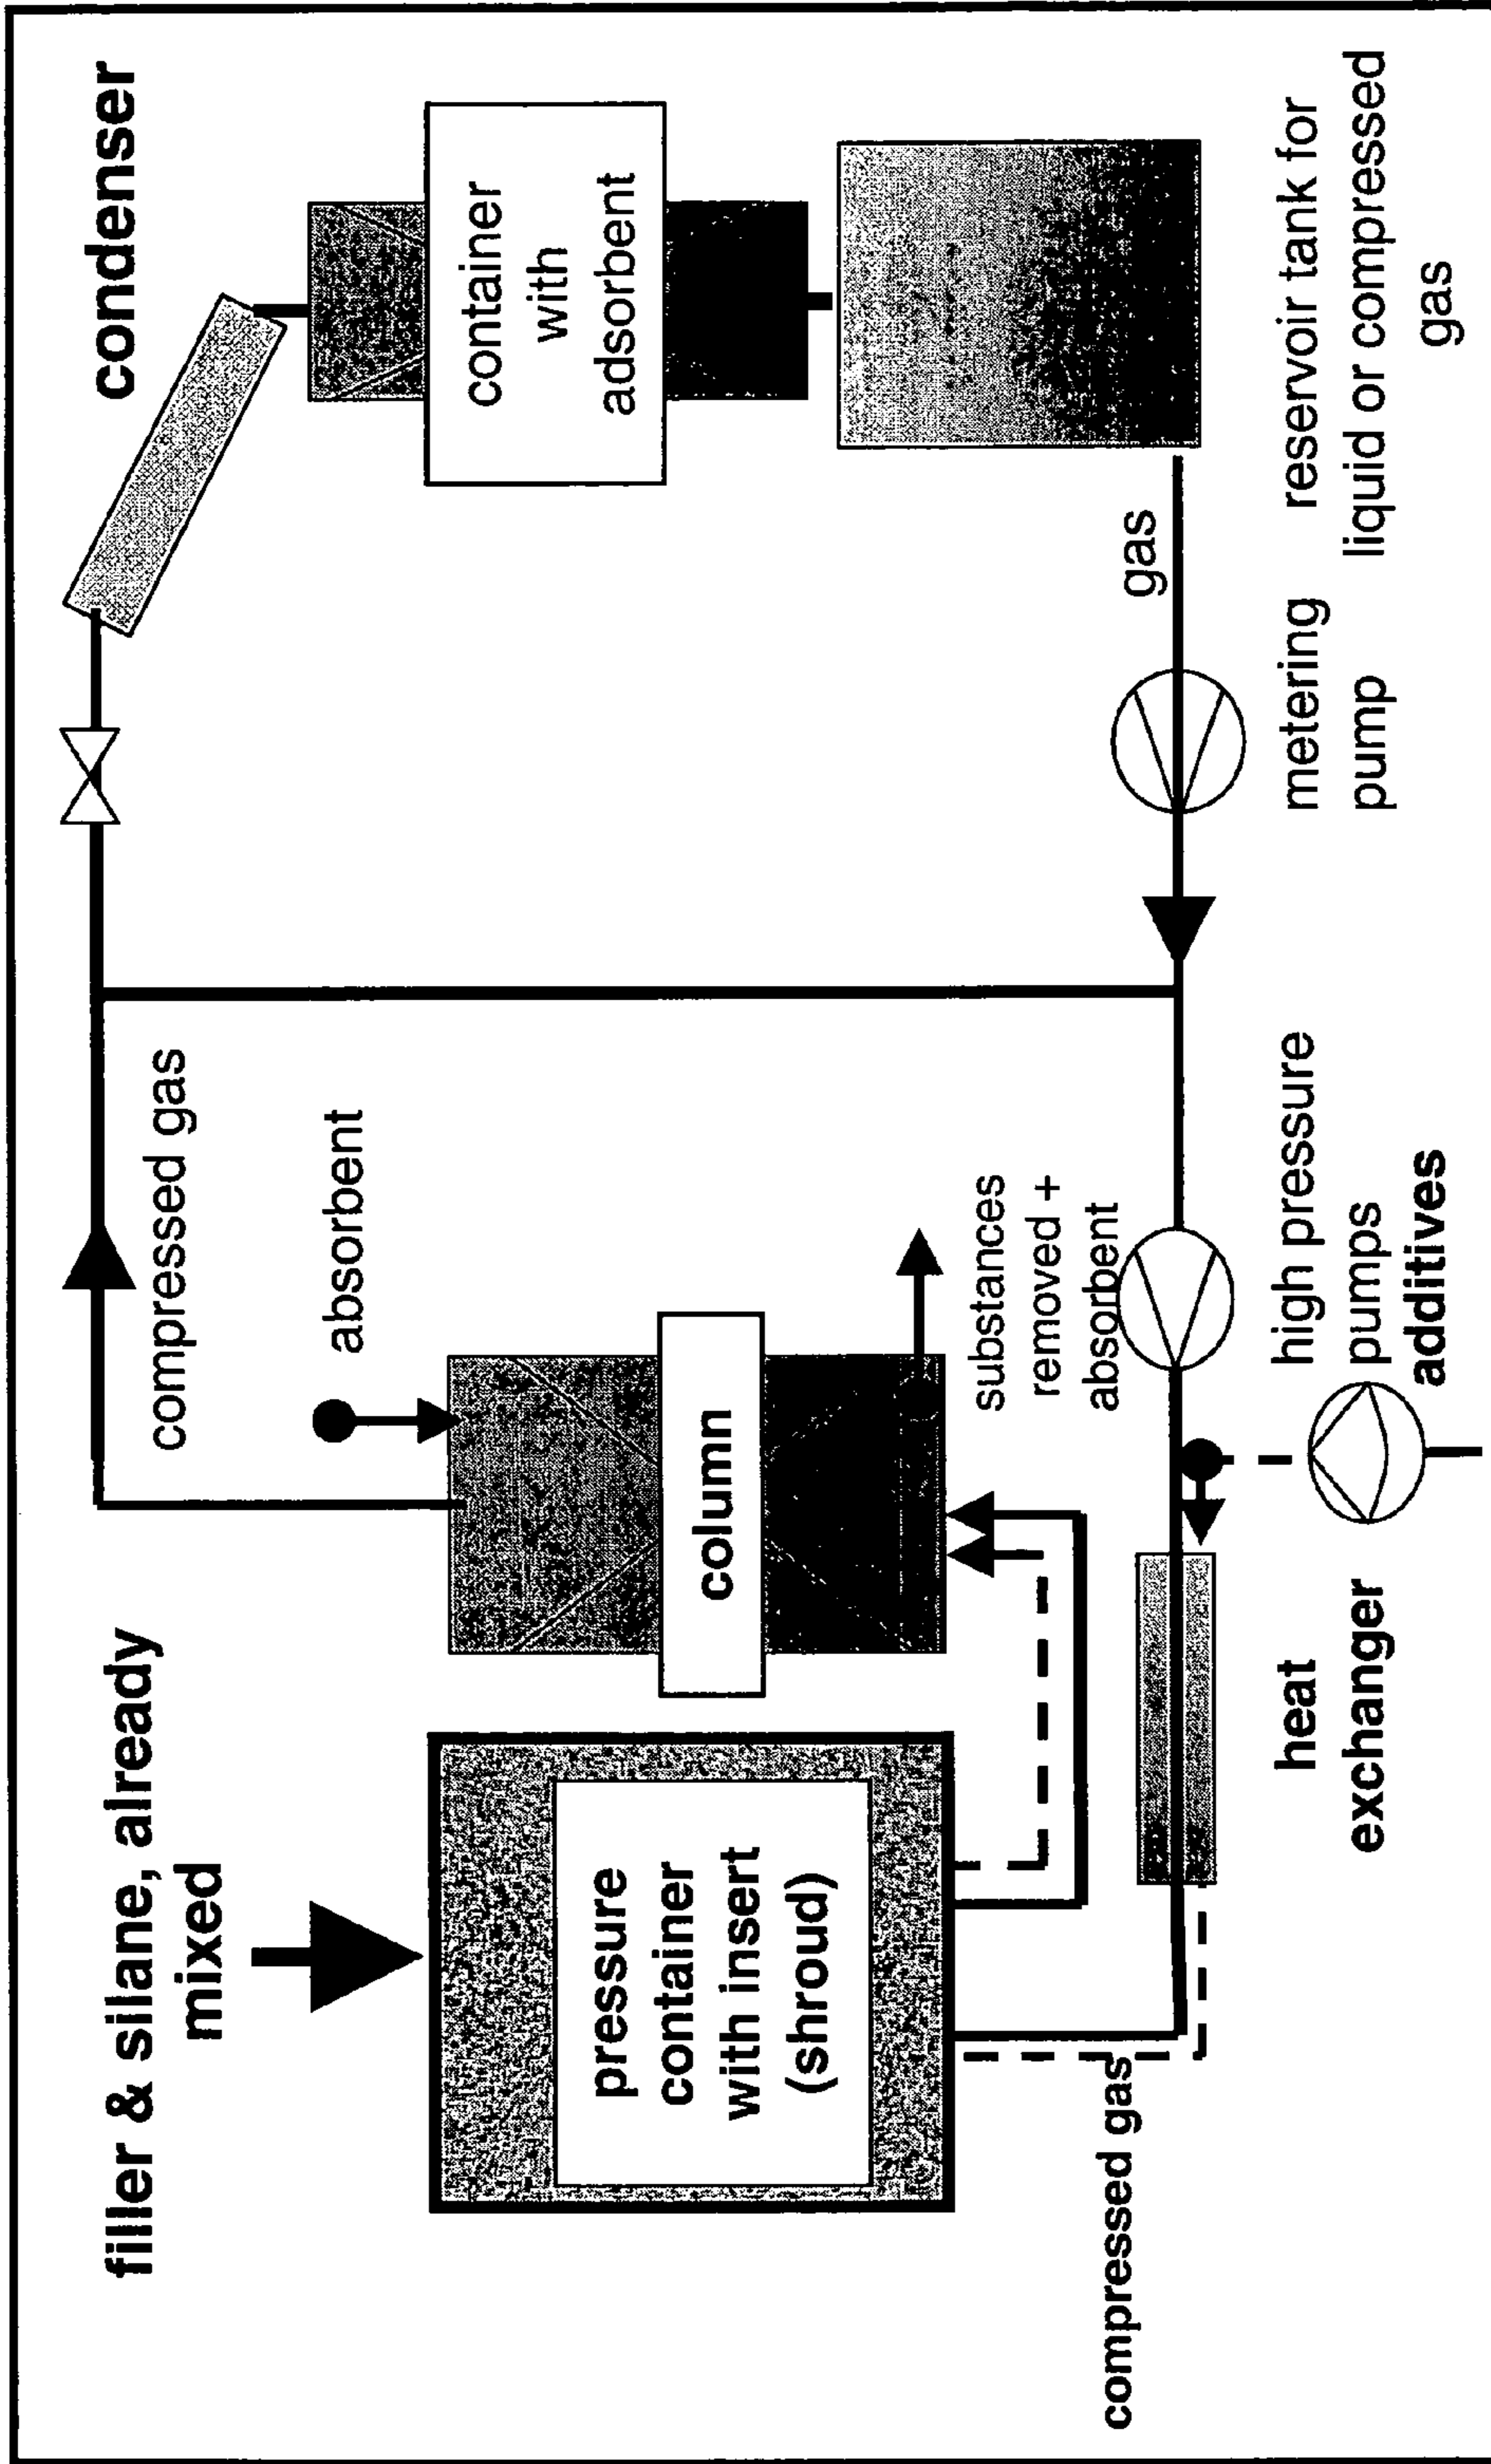 filler & silane, already
mixed
pressure
container
with insert
(shroud)
compressed gas
column
absorbent
compressed gas
substances
removed +
absorbent
heat
exchanger
high pressure
pumps
additives
condenser
container
with
adsorbent
gas
metering
pump
reservoir tank for
liquid or compressed
gas